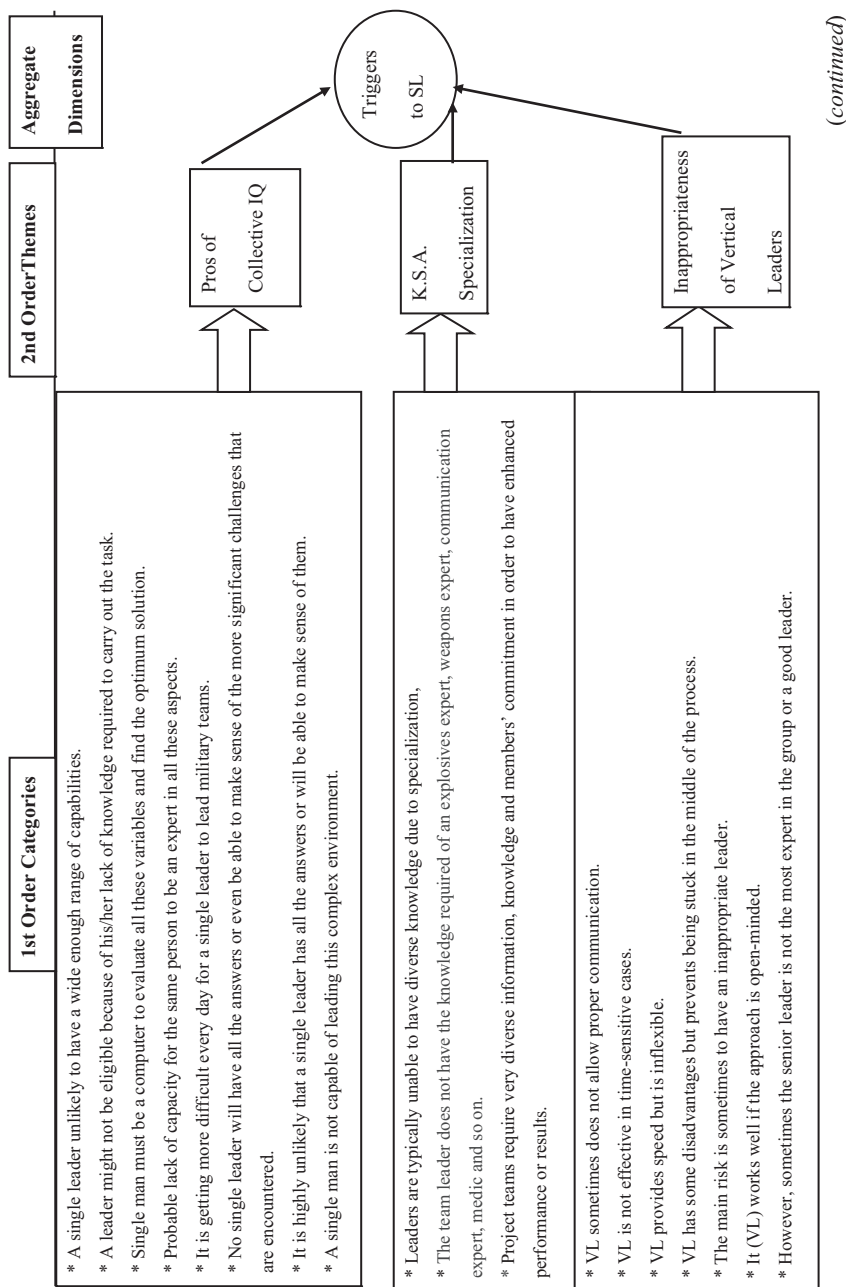 1st Order Categories
2nd OrderThemes
Aggregate
Dimensions
* A single leader unlikely to have a wide enough range of capabilities.
* A leader might not be eligible because of his/her lack of knowledge required to carry out the task.
* Single man must be a computer to evaluate all these variables and find the optimum solution.
* Probable lack of capacity for the same person to be an expert in all these aspects.
* It is getting more difficult every day for a single leader to lead military teams.
* No single leader will have all the answers or even be able to make sense of the more significant challenges that
are encountered.
* It is highly unlikely that a single leader has all the answers or will be able to make sense of them.
* A single man is not capable of leading this complex environment.
Pros of
Collective IQ
* Leaders are typically unable to have diverse knowledge due to specialization,
* The team leader does not have the knowledge required of an explosives expert, weapons expert, communication
expert, medic and so on.
* Project teams require very diverse information, knowledge and members’ commitment in order to have enhanced
performance or results.
K.S.A.
Specialization
* VL sometimes does not allow proper communication.
* VL is not effective in time-sensitive cases.
* VL provides speed but is inflexible.
* VL has some disadvantages but prevents being stuck in the middle of the process.
* The main risk is sometimes to have an inappropriate leader.
* It (VL) works well if the approach is open-minded.
* However, sometimes the senior leader is not the most expert in the group or a good leader.
Inappropriateness
of Vertical
Leaders
Triggers
to SL
(continued)